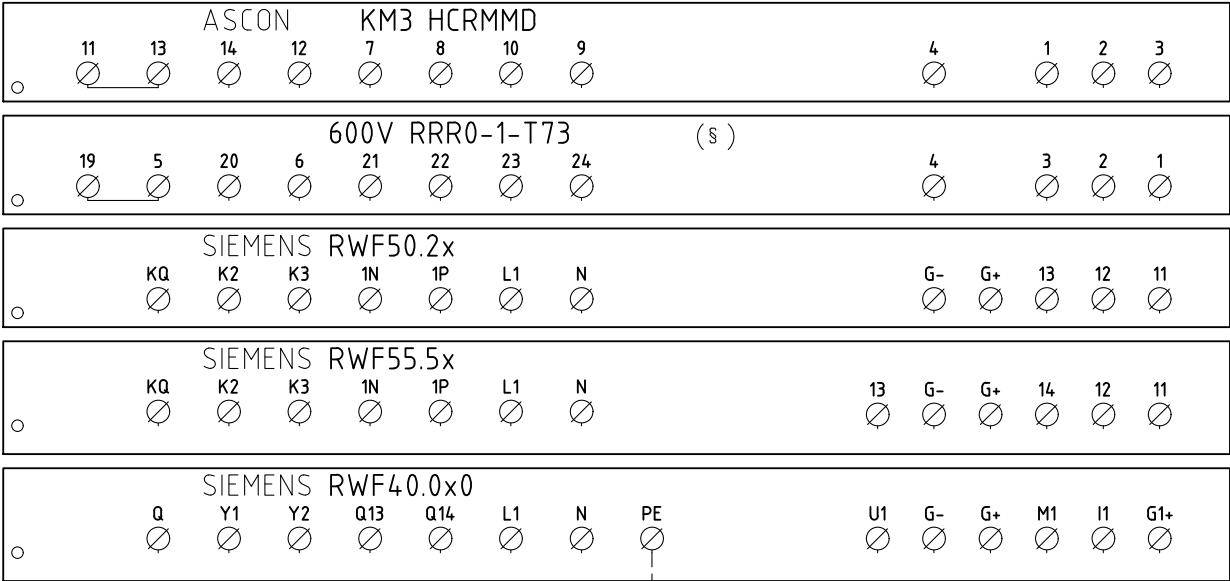 ASCON KM3 HCRMMD
11 13 14 12 7 8 10 9 4 1 2 3
600V RRR0-1-T73 (§)
19 5 20 6 21 22 23 24 4 3 2 1
SIEMENS RWF50.2x
KQ K2 K3 1N 1P L1 N G- G+ 13 12 11
SIEMENS RWF55.5x
KQ K2 K3 1N 1P L1 N 13 G- G+ 14 12 11
SIEMENS RWF40.0x0
Q Y1 Y2 Q13 Q14 L1 N PE U1 G- G+ M1 I1 G1+